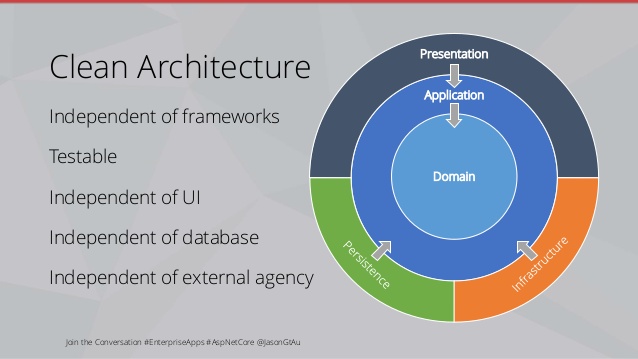 Clean Architecture
Independent of frameworks
Testable
Independent of UI
Independent of database
Independent of external agency
Presentation
Application
Domain
Persistence
Infrastructure
Join the Conversation #EnterpriseApps #AspNetCore @JasonGtAu